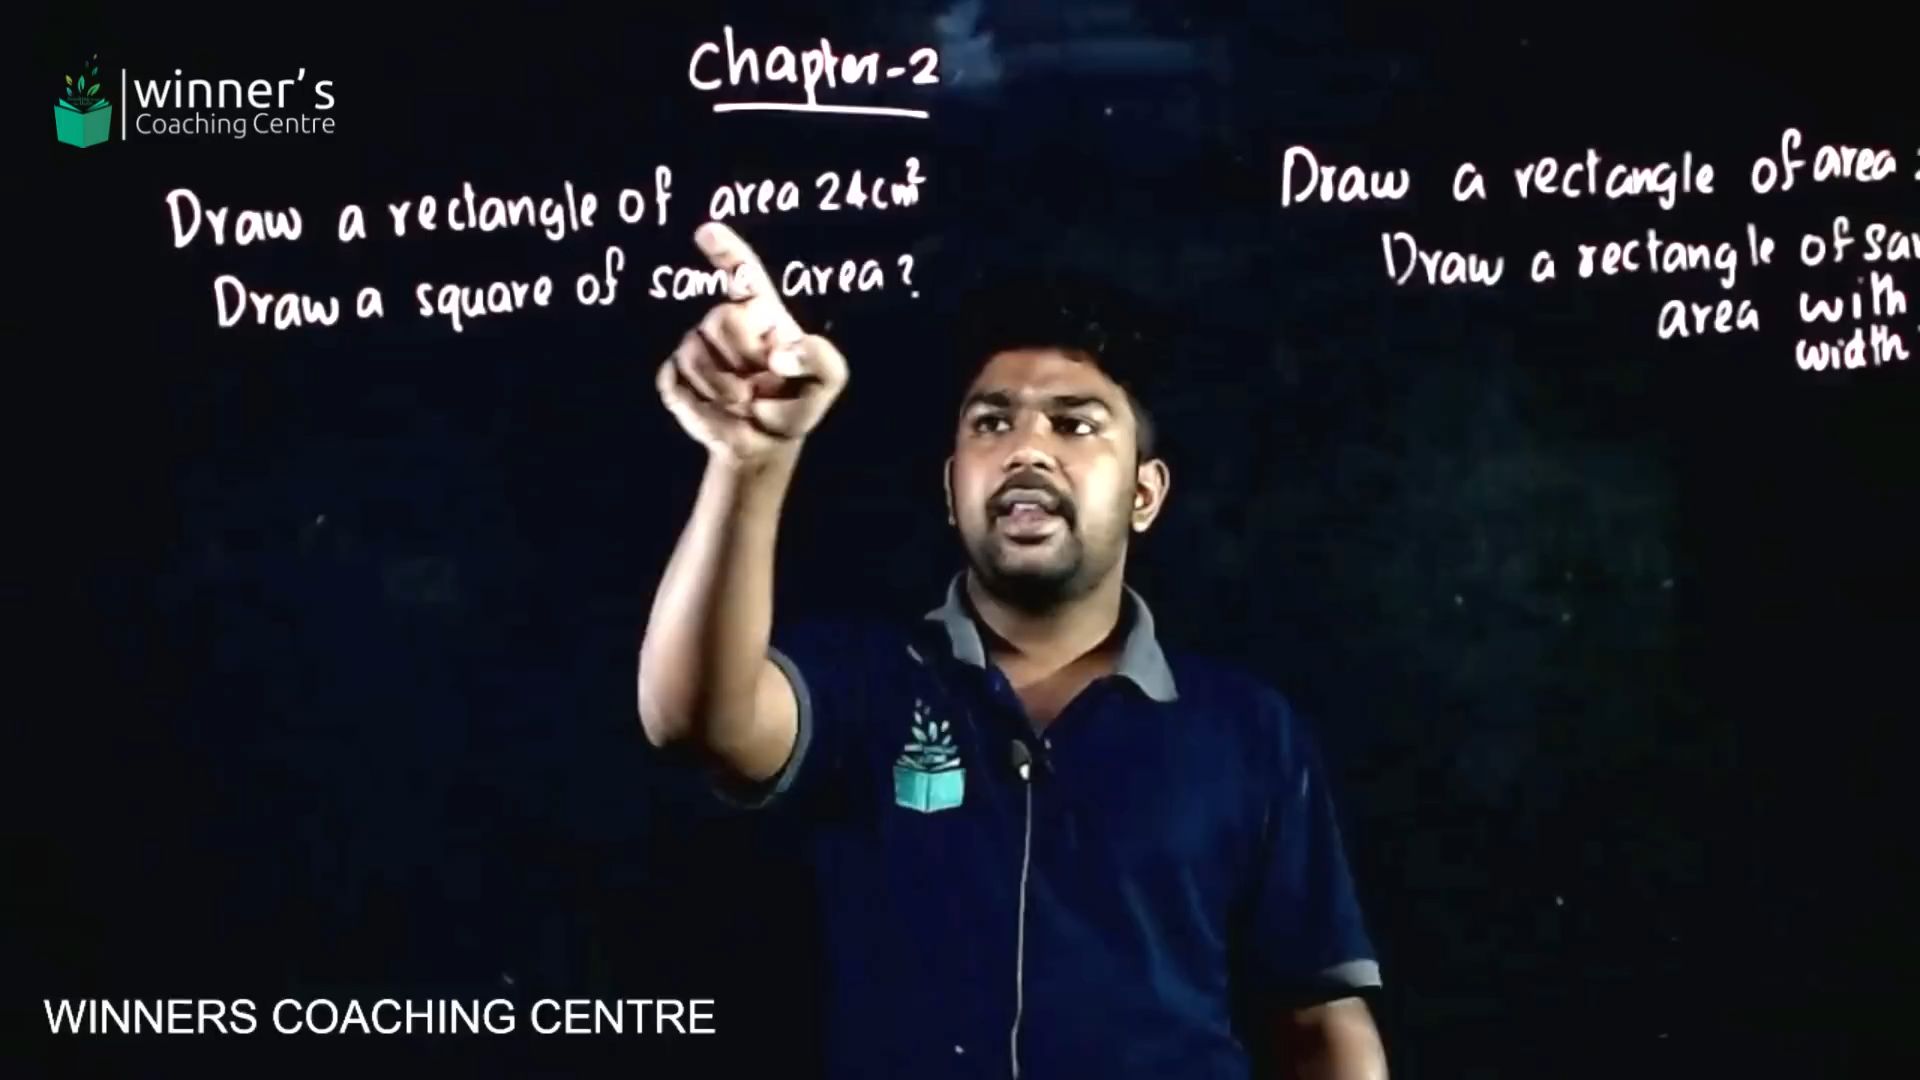 Chapter-2
winner's
Coaching Centre
Draw a rectangle of area 24cm²
Draw a square of same area?
Draw a rectangle of area
Draw a rectangle of
area with
width
WINNERS COACHING CENTRE